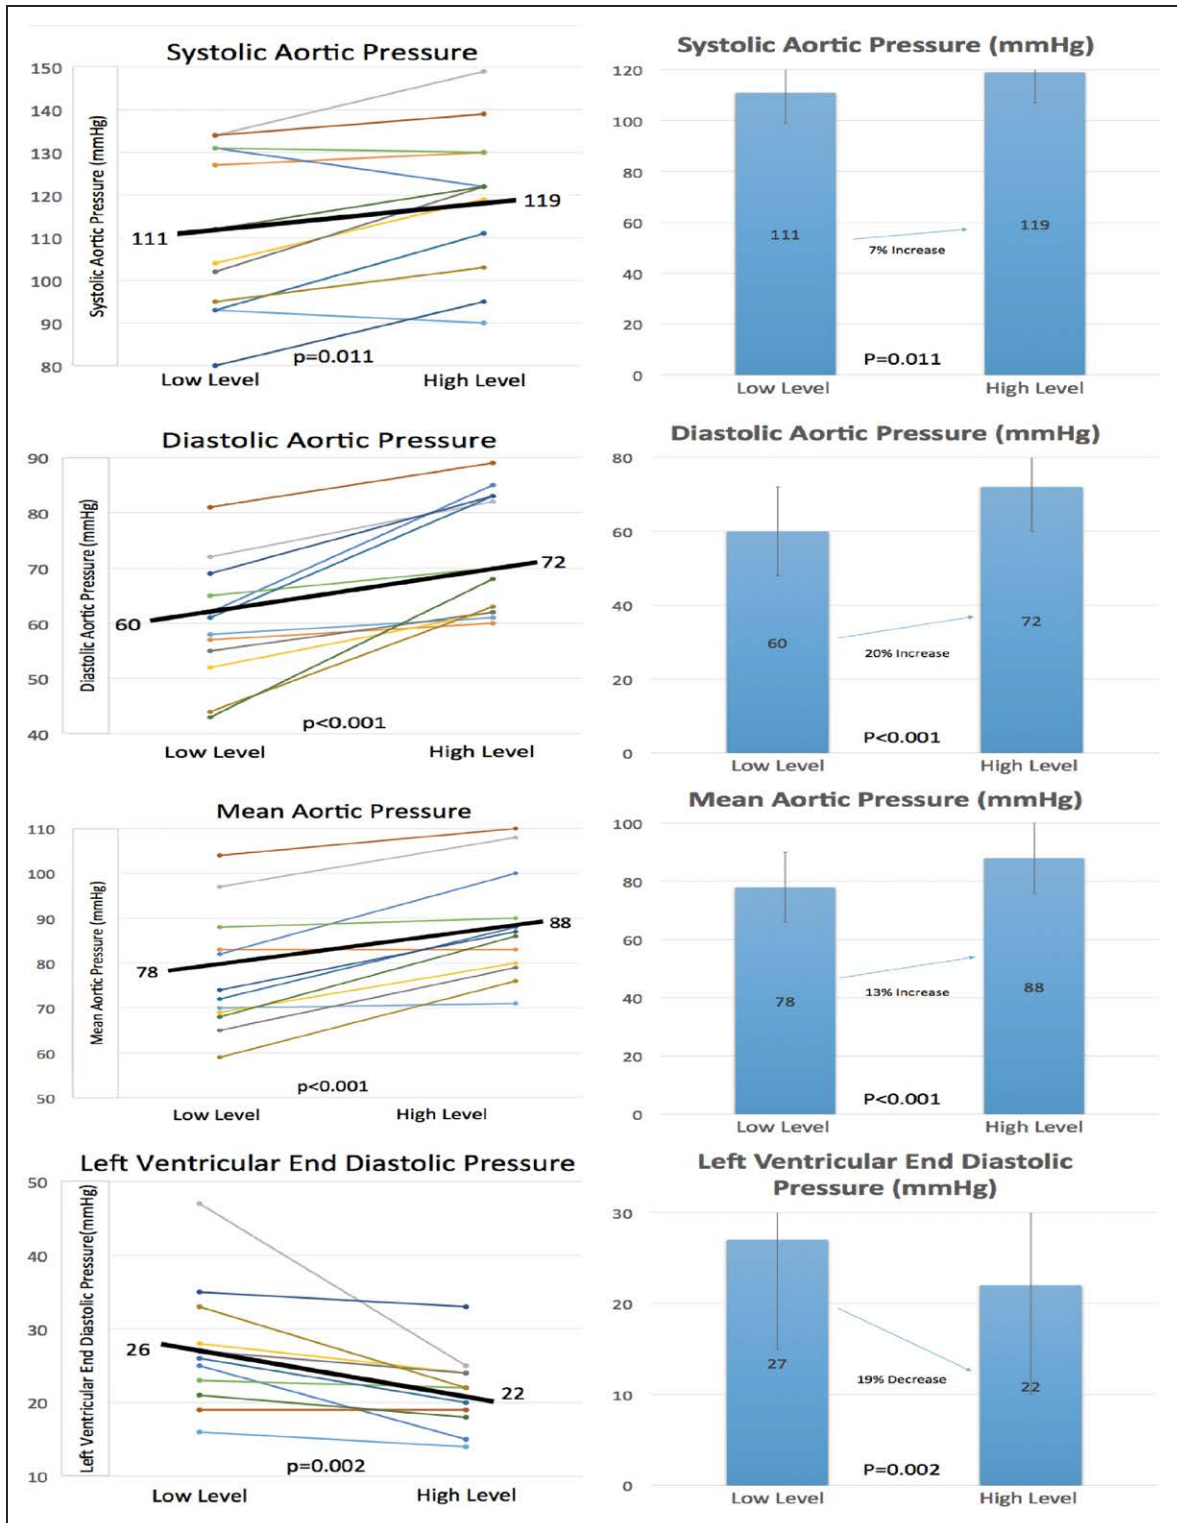 Systolic Aortic Pressure
150
140
130
120
110
100
90
80
Systolic Aortic Pressure (mmHg)
111
119
p=0.011
Low Level
High Level
Systolic Aortic Pressure (mmHg)
120
100
80
60
40
20
0
111
7% Increase
119
P=0.011
Low Level
High Level
Diastolic Aortic Pressure
90
80
70
60
50
40
Diastolic Aortic Pressure (mmHg)
60
72
p<0.001
Low Level
High Level
Diastolic Aortic Pressure (mmHg)
80
60
40
20
0
60
20% Increase
72
P<0.001
Low Level
High Level
Mean Aortic Pressure
110
100
90
80
70
60
50
Mean Aortic Pressure (mmHg)
78
88
p<0.001
Low Level
High Level
Mean Aortic Pressure (mmHg)
100
80
60
40
20
0
78
13% Increase
88
P<0.001
Low Level
High Level
Left Ventricular End Diastolic Pressure
50
40
30
20
10
Left Ventricular End Diastolic Pressure(mmHg)
26
22
p=0.002
Low Level
High Level
Left Ventricular End Diastolic
Pressure (mmHg)
30
20
10
0
27
19% Decrease
22
P=0.002
Low Level
High Level